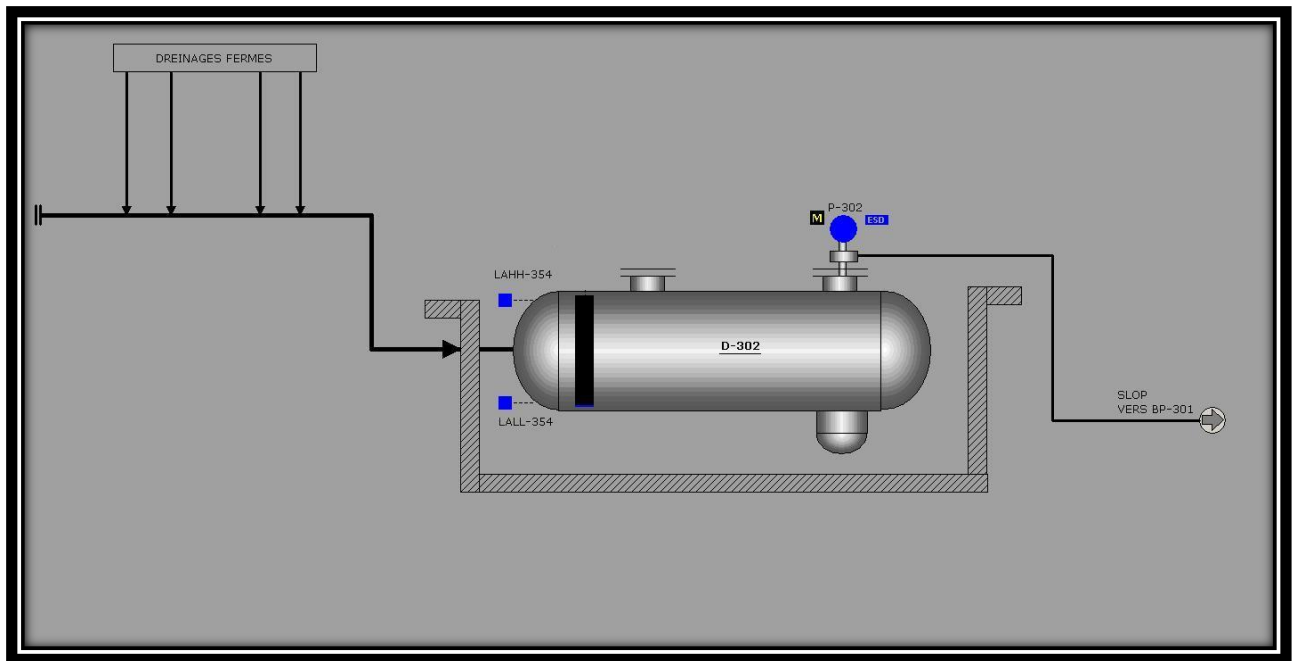 DREINAGES FERMES
P-302
M
ESD
LAHH-354
D-302
LALL-354
SLOP
VERS BP-301